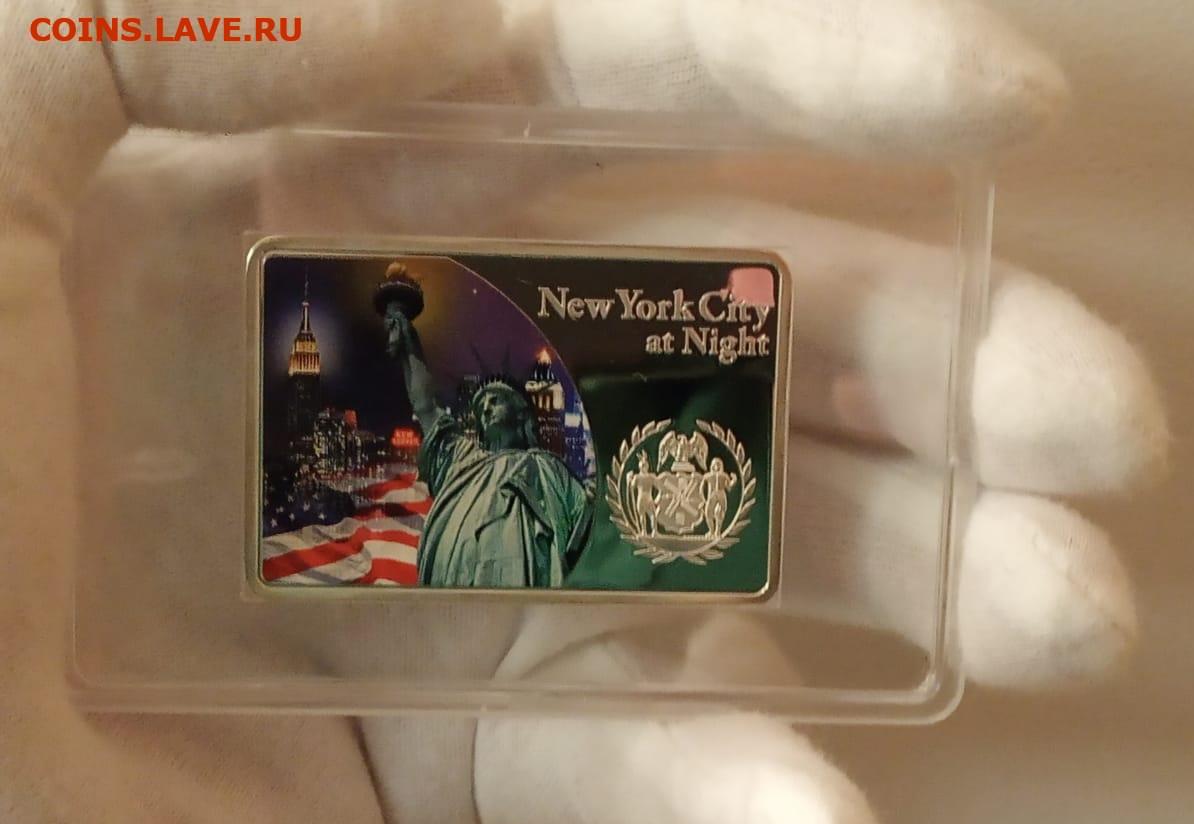 COINS.LAVE.RU
New York City
at Night